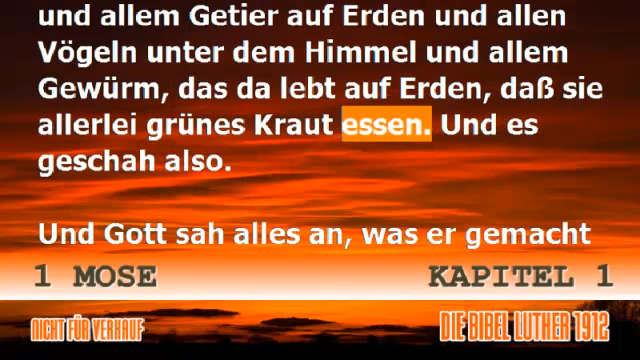 und allem Getier auf Erden und allen
Vögeln unter dem Himmel und allem
Gewürm, das da lebt auf Erden, daß sie
allerlei grünes Kraut essen. Und es
geschah also.
Und Gott sah alles an, was er gemacht
1 MOSE KAPITEL 1
NICHT FÜR VERKAUF DIE BIBEL LUTHER 1912